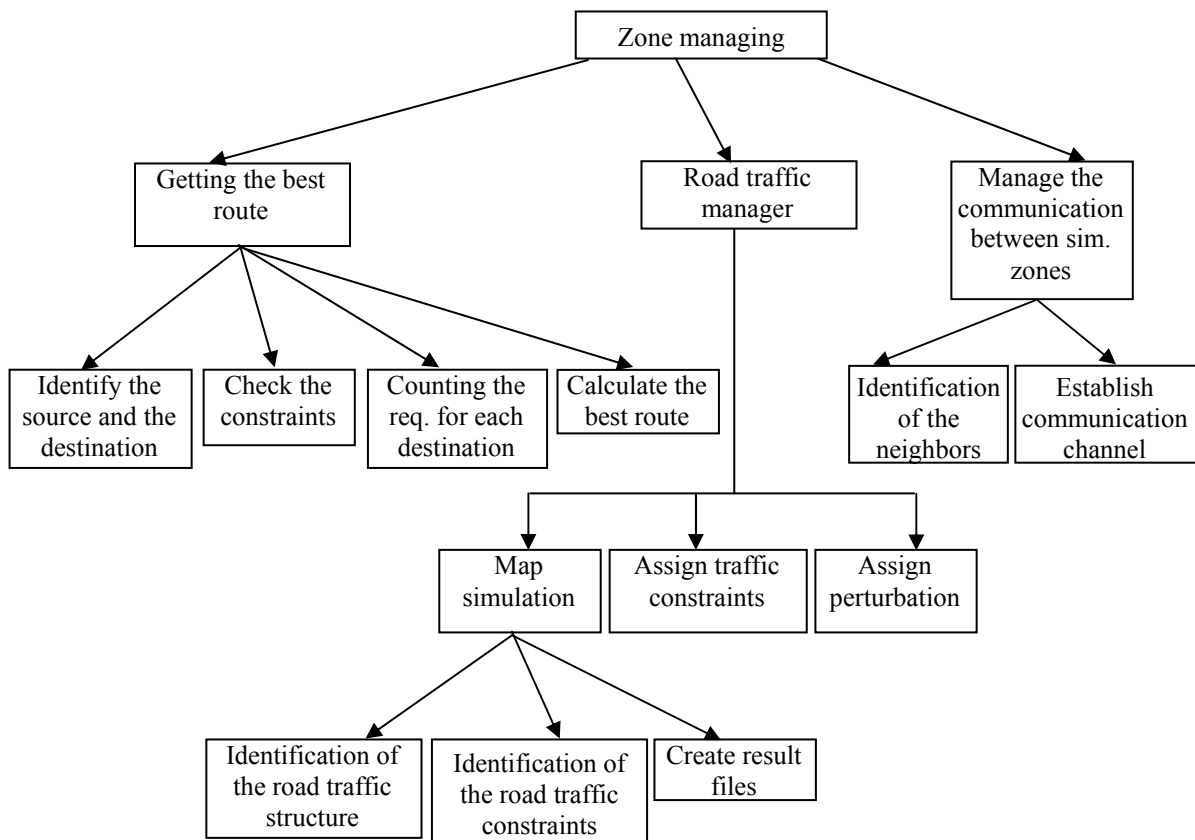 Zone managing
Getting the best
route
Road traffic
manager
Manage the
communication
between sim.
zones
Identify the
source and the
destination
Check the
constraints
Counting the
req. for each
destination
Calculate the
best route
Identification
of the
neighbors
Establish
communication
channel
Map
simulation
Assign traffic
constraints
Assign
perturbation
Identification of
the road traffic
structure
Identification of
the road traffic
constraints
Create result
files